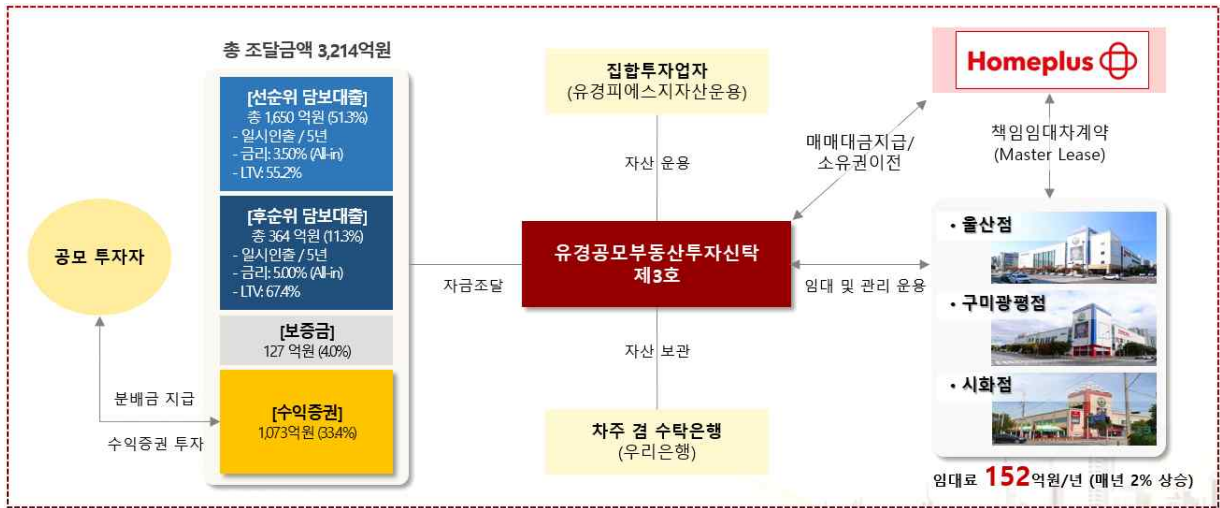 총 조달금액 3,214억원
[선순위 담보대출]
총 1,650 억원 (51.3%)
- 일시인출 / 5년
- 금리: 3.50% (All-in)
- LTV: 55.2%
[후순위 담보대출]
총 364 억원 (11.3%)
- 일시인출 / 5년
- 금리: 5.00% (All-in)
- LTV: 67.4%
[보증금]
127 억원 (4.0%)
[수익증권]
1,073억원 (33.4%)
공모 투자자
분배금 지급
수익증권 투자
자금조달
집합투자업자
(유경피에스지자산운용)
자산 운용
유경공모부동산투자신탁
제3호
자산 보관
차주 겸 수탁은행
(우리은행)
매매대금지급/
소유권이전
임대 및 관리 운용
Homeplus
책임임대차계약
(Master Lease)
• 울산점
• 구미광평점
• 시화점
임대료 152억원/년 (매년 2% 상승)